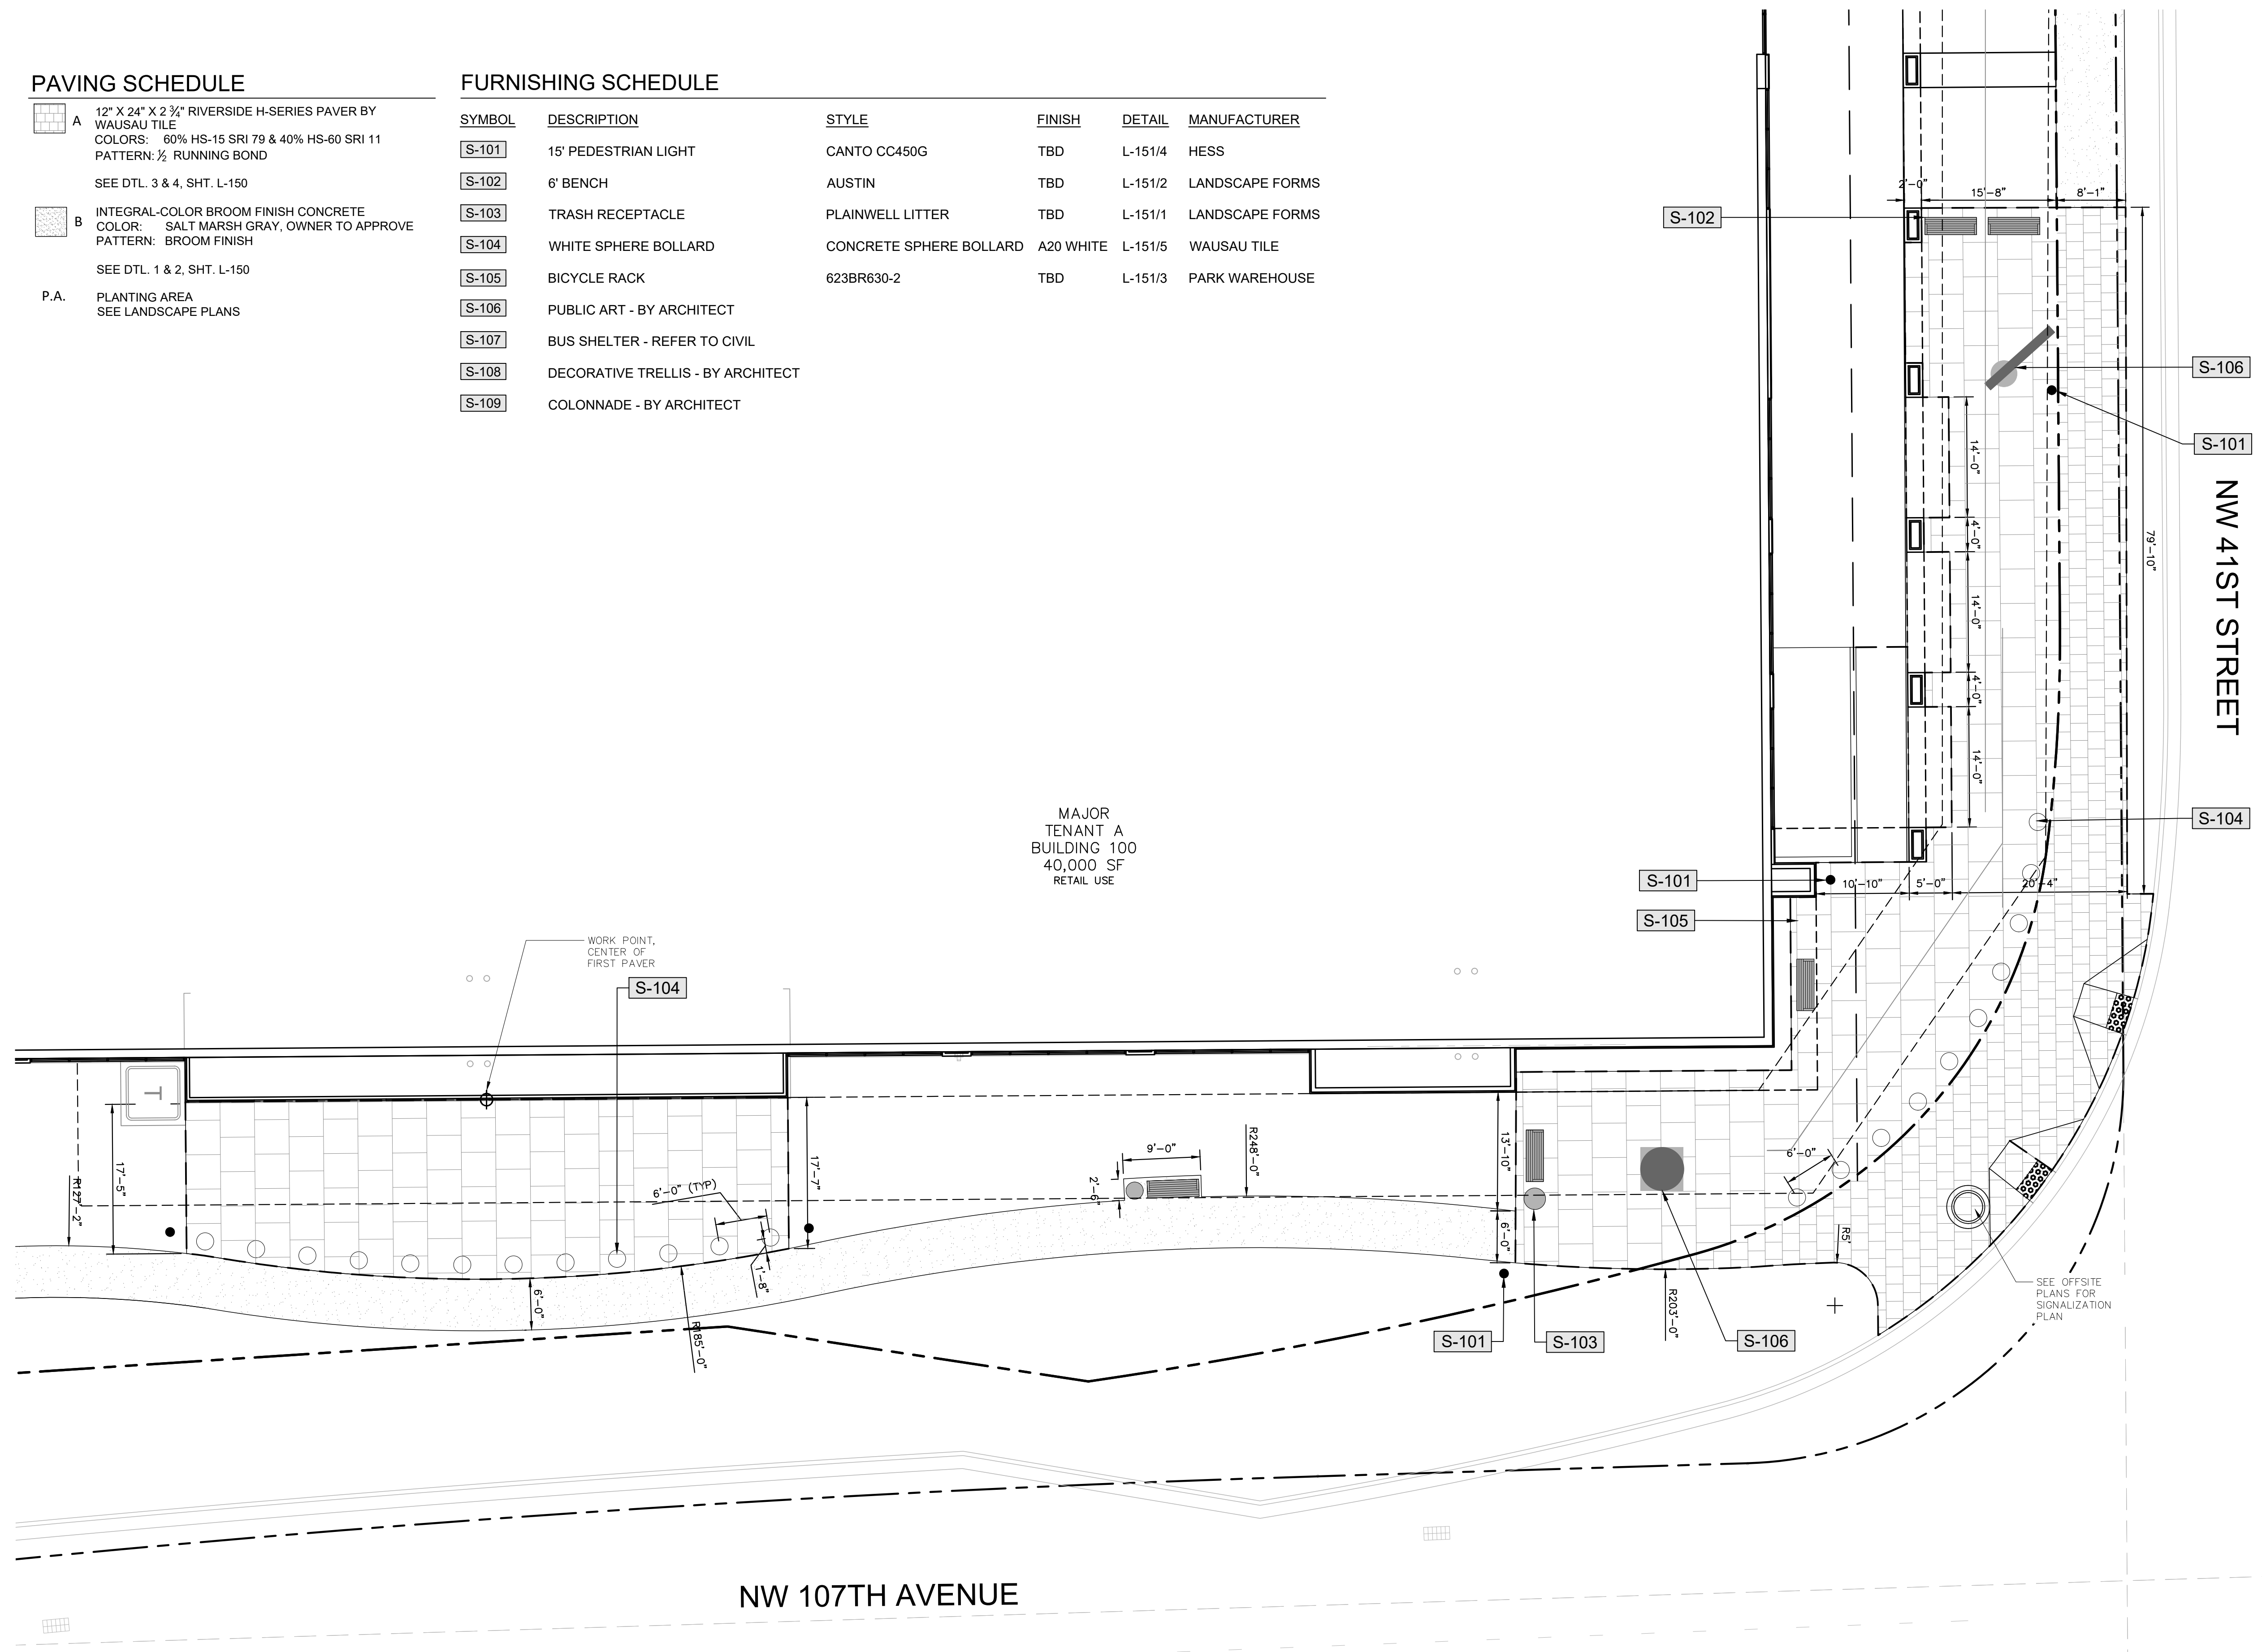 PAVING SCHEDULE
A
12" X 24" X 2 ¾" RIVERSIDE H-SERIES PAVER BY
WAUSAU TILE
COLORS: 60% HS-15 SRI 79 & 40% HS-60 SRI 11
PATTERN: ½ RUNNING BOND
SEE DTL. 3 & 4, SHT. L-150
B
INTEGRAL-COLOR BROOM FINISH CONCRETE
COLOR: SALT MARSH GRAY, OWNER TO APPROVE
PATTERN: BROOM FINISH
SEE DTL. 1 & 2, SHT. L-150
P.A. PLANTING AREA
SEE LANDSCAPE PLANS
FURNISHING SCHEDULE
SYMBOL DESCRIPTION STYLE FINISH DETAIL MANUFACTURER
S-101 15' PEDESTRIAN LIGHT CANTO CC450G TBD L-151/4 HESS
S-102 6' BENCH AUSTIN TBD L-151/2 LANDSCAPE FORMS
S-103 TRASH RECEPTACLE PLAINWELL LITTER TBD L-151/1 LANDSCAPE FORMS
S-104 WHITE SPHERE BOLLARD CONCRETE SPHERE BOLLARD A20 WHITE L-151/5 WAUSAU TILE
S-105 BICYCLE RACK 623BR630-2 TBD L-151/3 PARK WAREHOUSE
S-106 PUBLIC ART - BY ARCHITECT
S-107 BUS SHELTER - REFER TO CIVIL
S-108 DECORATIVE TRELLIS - BY ARCHITECT
S-109 COLONNADE - BY ARCHITECT
2'-0"
15'-8"
8'-1"
S-102
S-106
S-101
14'-0"
4'-0"
79'-10"
14'-0"
4'-0"
14'-0"
NW 41ST STREET
S-104
MAJOR
TENANT A
BUILDING 100
40,000 SF
RETAIL USE
S-101
10'-10"
5'-0"
20'-4"
S-105
WORK POINT,
CENTER OF
FIRST PAVER
S-104
T
17'-5"
R127'-2"
6'-0" (TYP)
17'-7"
1'-8"
6'-0"
R185'-0"
9'-0"
2'-6"
R248'-0"
13'-10"
6'-0"
6'-0"
R5'
R203'-0"
SEE OFFSITE
PLANS FOR
SIGNALIZATION
PLAN
S-101
S-103
S-106
NW 107TH AVENUE